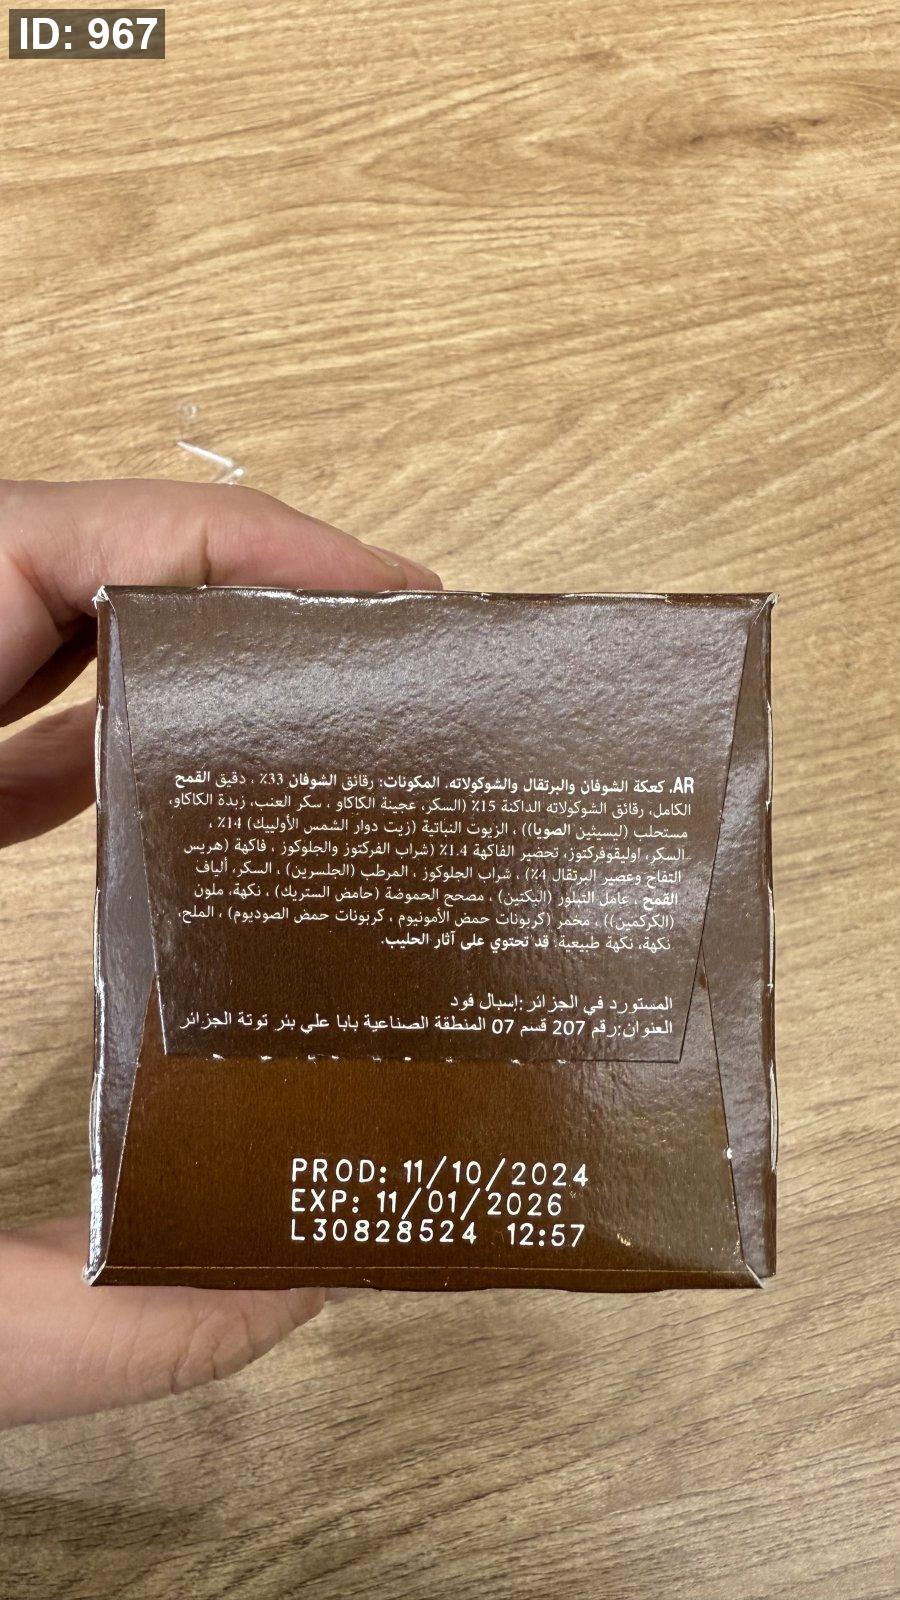 ID: 967
AR. كعكة الشوفان والبرتقال والشوكولاته. المكونات: رقائق الشوفان 33٪ ، دقيق القمح
الكامل، رقائق الشوكولاته الداكنة 15٪ (السكر، عجينة الكاكاو ، سكر العنب، زبدة الكاكاو،
مستحلب (ليسيثين الصويا)) ، الزيوت النباتية (زيت دوار الشمس الأولييك) 14٪ ،
السكر، اوليقوفركتوز، تحضير الفاكهة 1.4٪ (شراب الفركتوز والجلوكوز ، فاكهة (هريس
التفاح وعصير البرتقال 4٪) ، شراب الجلوكوز ، المرطب (الجلسرين) ، السكر، ألياف
القمح ، عامل التبلور (البكتين) ، مصحح الحموضة (حامض الستريك) ، نكهة، ملون
(الكركمين)) ، مخمر (كربونات حمض الأمونيوم ، كربونات حمض الصوديوم) ، الملح،
نكهة، نكهة طبيعية. قد تحتوي على آثار الحليب.
المستورد في الجزائر :إسبال فود
العنوان:رقم 207 قسم 07 المنطقة الصناعية بابا علي بئر توتة الجزائر
PROD: 11/10/2024
EXP: 11/01/2026
L30828524 12:57